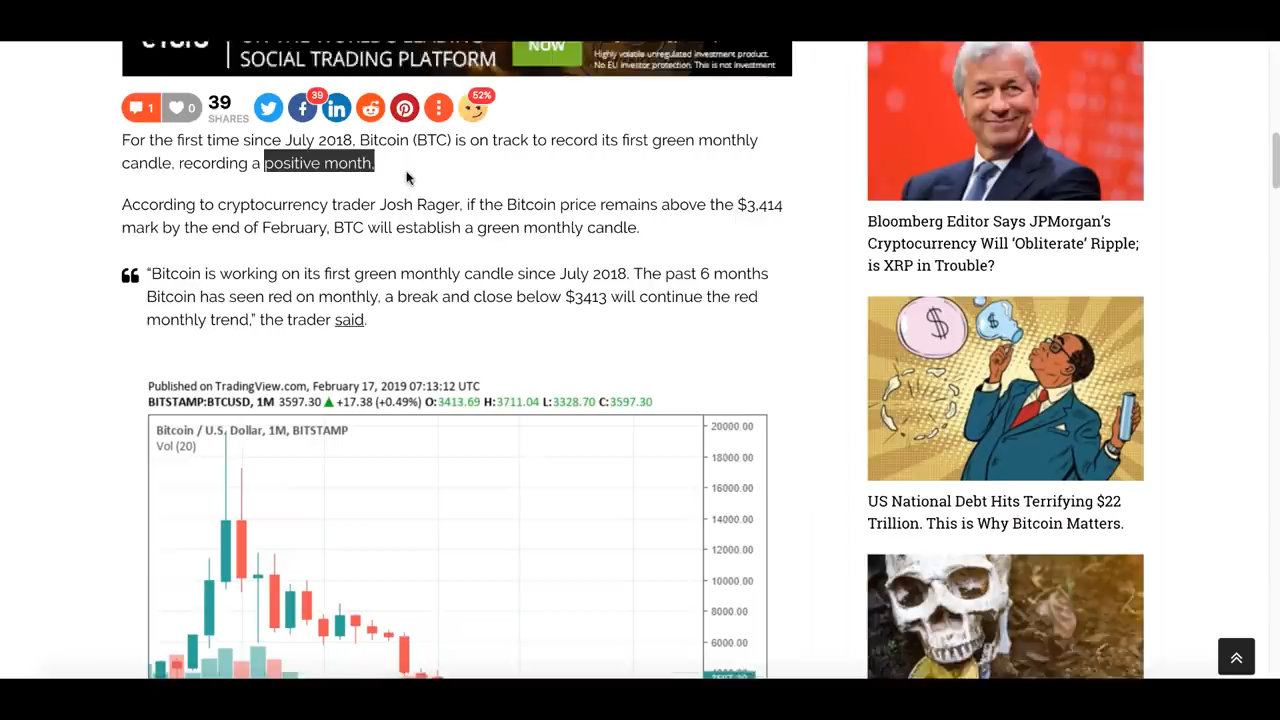 SOCIAL TRADING PLATFORM
NOW
Highly volatile unregulated investment product.
No EU investor protection. This is not investment
1
0
39
SHARES
39
52%
For the first time since July 2018, Bitcoin (BTC) is on track to record its first green monthly
candle, recording a positive month.
According to cryptocurrency trader Josh Rager, if the Bitcoin price remains above the $3,414
mark by the end of February, BTC will establish a green monthly candle.
“Bitcoin is working on its first green monthly candle since July 2018. The past 6 months
Bitcoin has seen red on monthly, a break and close below $3413 will continue the red
monthly trend,” the trader said.
Published on TradingView.com, February 17, 2019 07:13:12 UTC
BITSTAMP:BTCUSD, 1M 3597.30 ▲ +17.38 (+0.49%) O:3413.69 H:3711.04 L:3328.70 C:3597.30
Bitcoin / U.S. Dollar, 1M, BITSTAMP
Vol (20)
20000.00
18000.00
16000.00
14000.00
12000.00
10000.00
8000.00
6000.00
Bloomberg Editor Says JPMorgan’s
Cryptocurrency Will ‘Obliterate’ Ripple;
is XRP in Trouble?
$
$
US National Debt Hits Terrifying $22
Trillion. This is Why Bitcoin Matters.